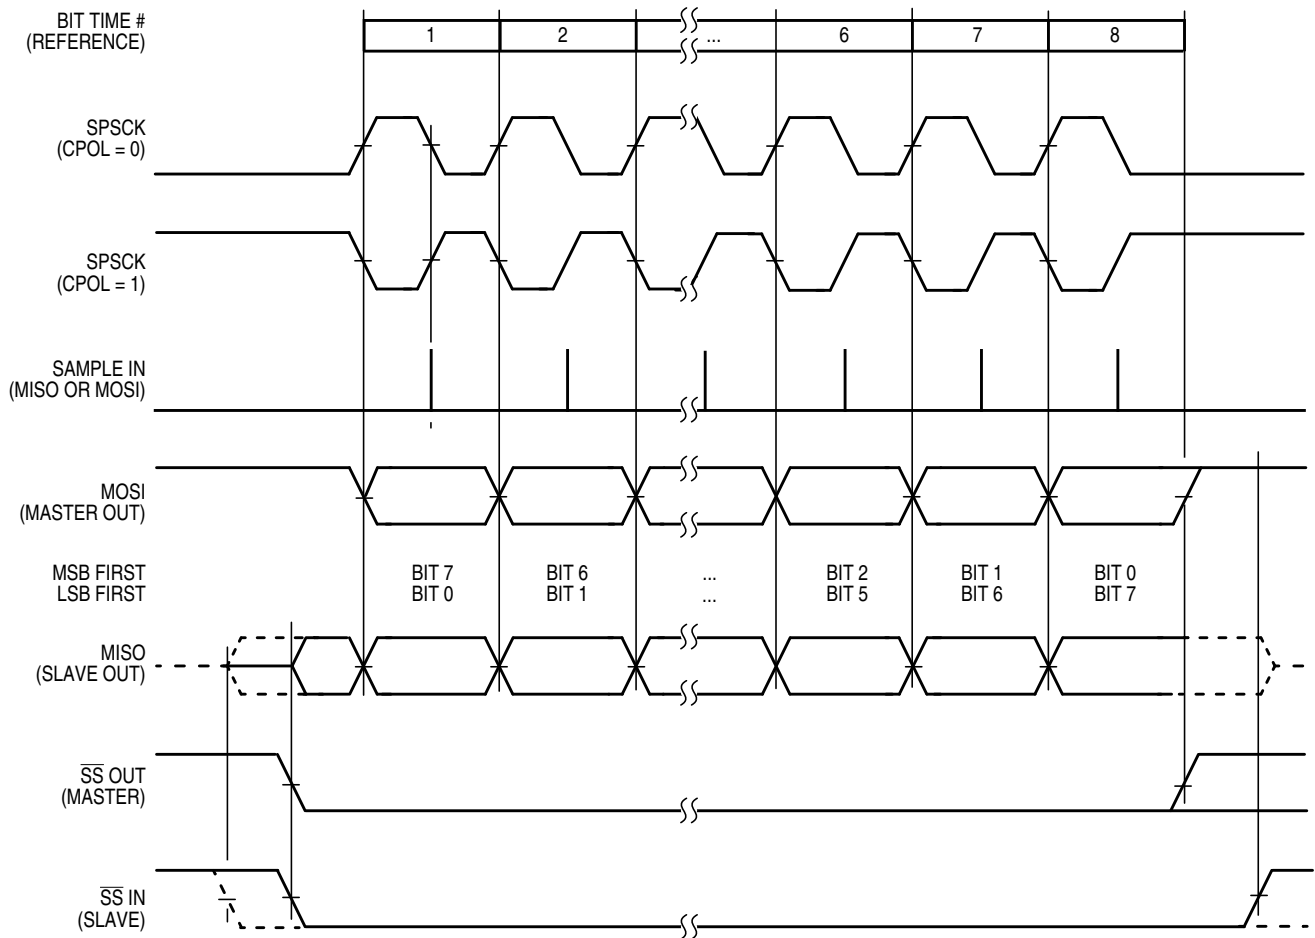 BIT TIME #
(REFERENCE)
1 2 ... 6 7 8
SPSCK
(CPOL = 0)
SPSCK
(CPOL = 1)
SAMPLE IN
(MISO OR MOSI)
MOSI
(MASTER OUT)
MSB FIRST BIT 7 BIT 6 ... BIT 2 BIT 1 BIT 0
LSB FIRST BIT 0 BIT 1 ... BIT 5 BIT 6 BIT 7
MISO
(SLAVE OUT)
S̅S̅ OUT
(MASTER)
S̅S̅ IN
(SLAVE)